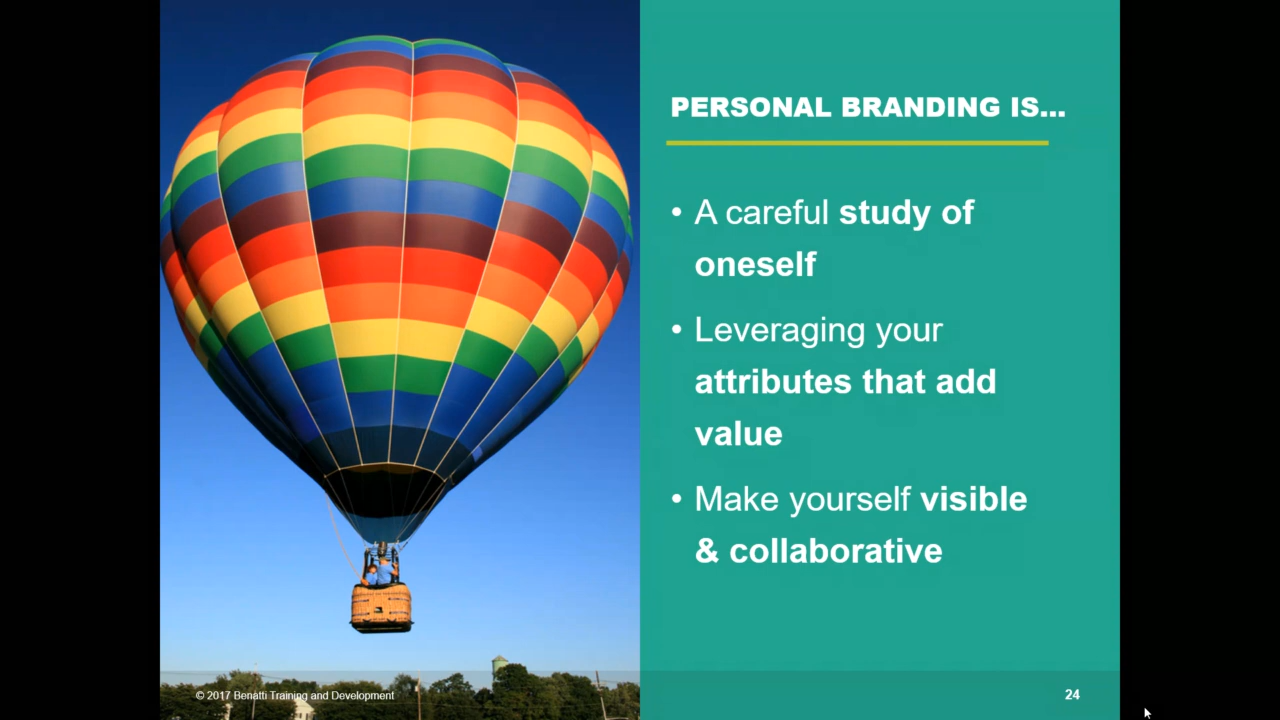 PERSONAL BRANDING IS...
• A careful study of
oneself
• Leveraging your
attributes that add
value
• Make yourself visible
& collaborative
© 2017 Benatti Training and Development
24